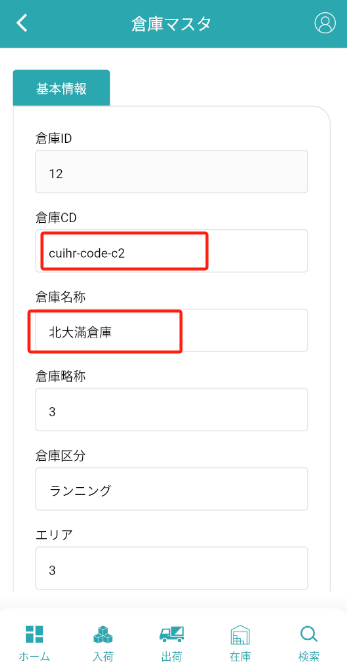 倉庫マスタ
基本情報
倉庫ID
12
倉庫CD
cuihr-code-c2
倉庫名称
北大満倉庫
倉庫略称
3
倉庫区分
ランニング
エリア
3
ホーム
入荷
出荷
在庫
検索